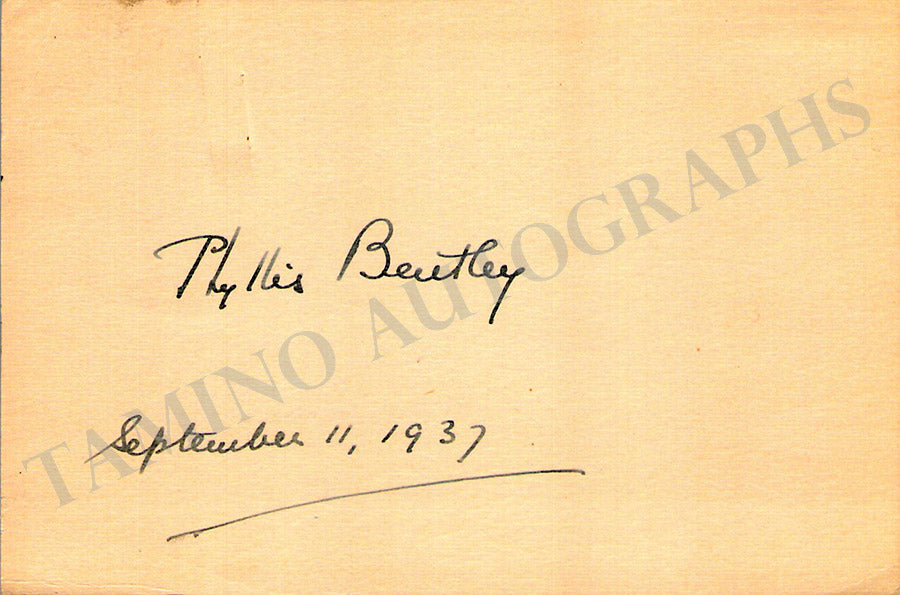 Phyllis Bentley
TAMINO AUTOGRAPHS
September 11, 1937